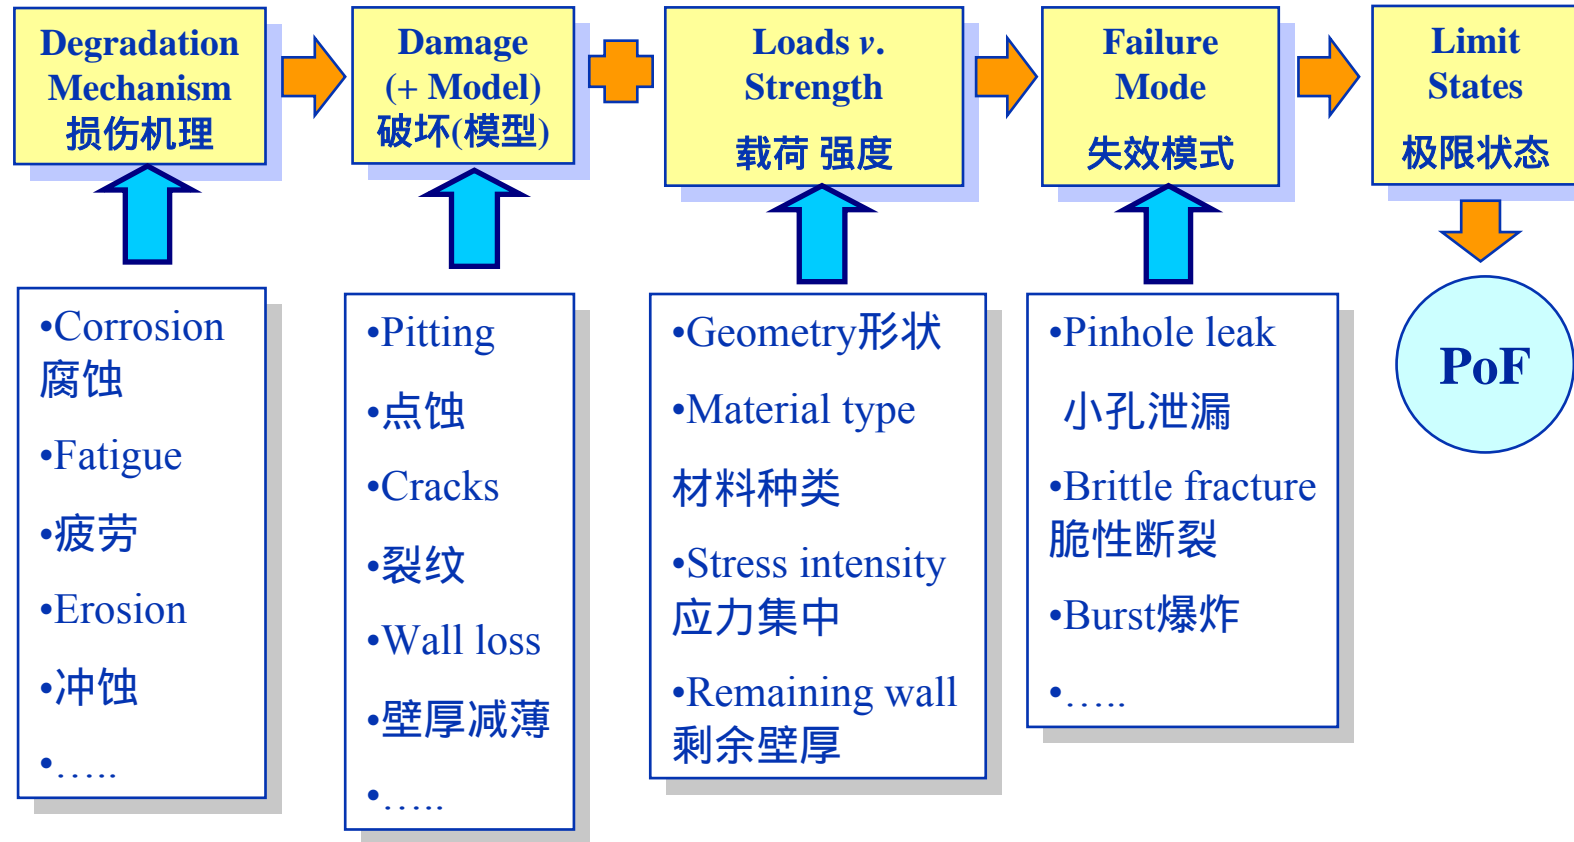 Degradation
Mechanism
损伤机理
Damage
(+ Model)
破坏(模型)
Loads v.
Strength
载荷 强度
Failure
Mode
失效模式
Limit
States
极限状态
•Corrosion
腐蚀
•Fatigue
•疲劳
•Erosion
•冲蚀
•…..
•Pitting
•点蚀
•Cracks
•裂纹
•Wall loss
•壁厚减薄
•…..
•Geometry形状
•Material type
材料种类
•Stress intensity
应力集中
•Remaining wall
剩余壁厚
•Pinhole leak
小孔泄漏
•Brittle fracture
脆性断裂
•Burst爆炸
•…..
PoF